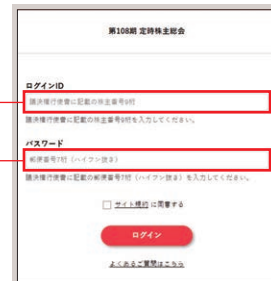 第108期 定時株主総会
ログインID
議決権行使書に記載の株主番号9桁
議決権行使書に記載の株主番号9桁を入力してください。
パスワード
郵便番号7桁（ハイフン抜き）
議決権行使書に記載の郵便番号7桁（ハイフン抜き）を入力してください。
サイト規約 に同意する
ログイン
よくあるご質問はこちら